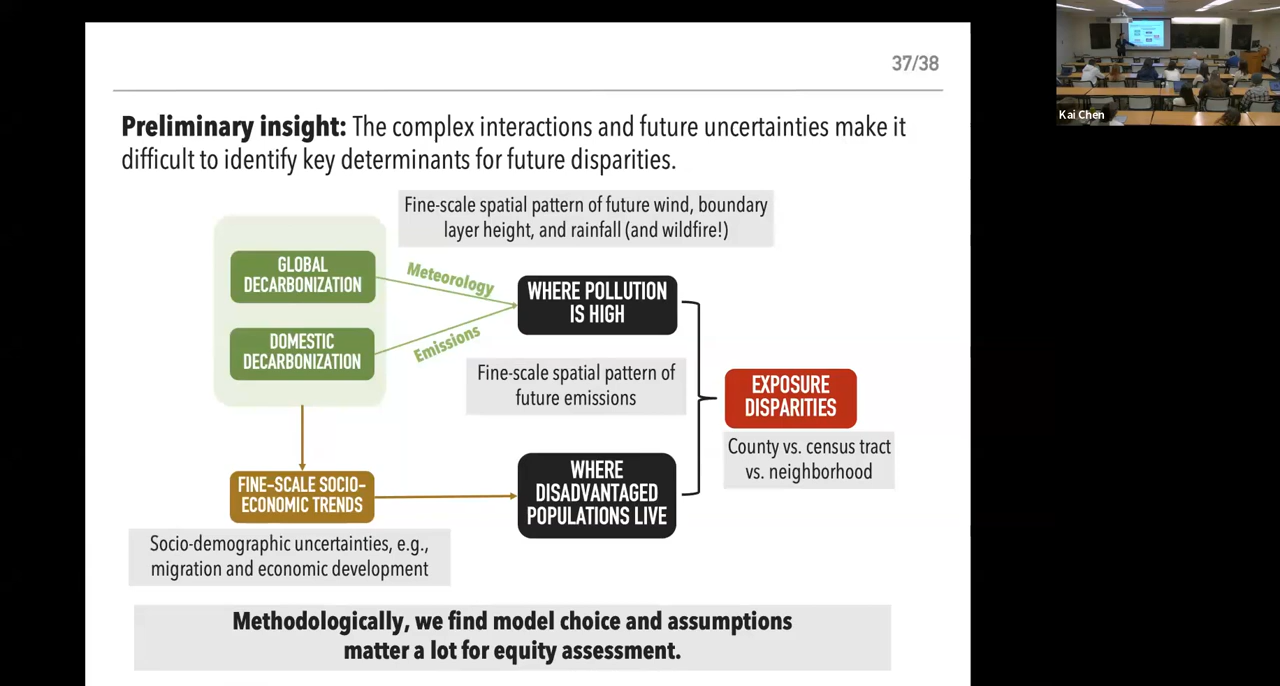 37/38
Preliminary insight: The complex interactions and future uncertainties make it
difficult to identify key determinants for future disparities.
Fine-scale spatial pattern of future wind, boundary
layer height, and rainfall (and wildfire!)
GLOBAL
DECARBONIZATION
Meteorology
WHERE POLLUTION
IS HIGH
DOMESTIC
DECARBONIZATION
Emissions
Fine-scale spatial pattern of
future emissions
EXPOSURE
DISPARITIES
County vs. census tract
vs. neighborhood
FINE-SCALE SOCIO-
ECONOMIC TRENDS
WHERE
DISADVANTAGED
POPULATIONS LIVE
Socio-demographic uncertainties, e.g.,
migration and economic development
Methodologically, we find model choice and assumptions
matter a lot for equity assessment.
Kai Chen